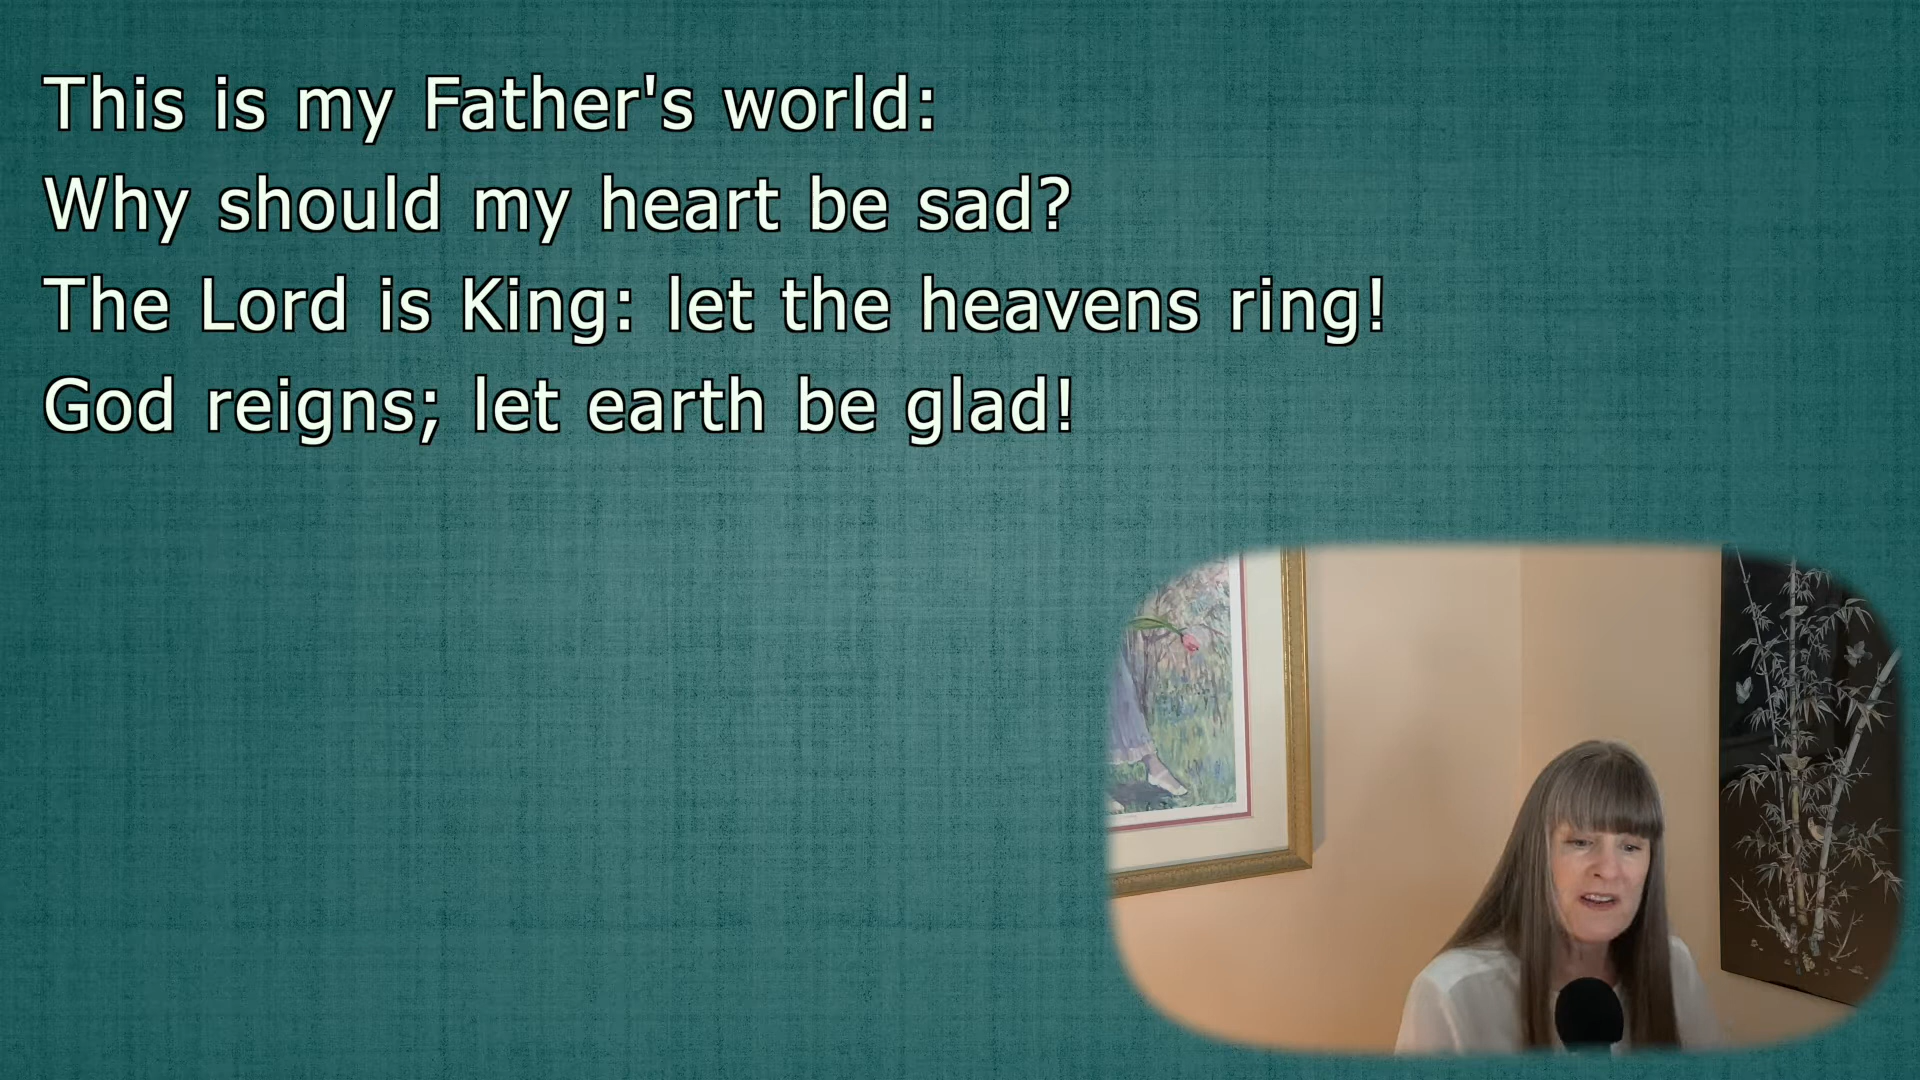 This is my Father's world:
Why should my heart be sad?
The Lord is King: let the heavens ring!
God reigns; let earth be glad!